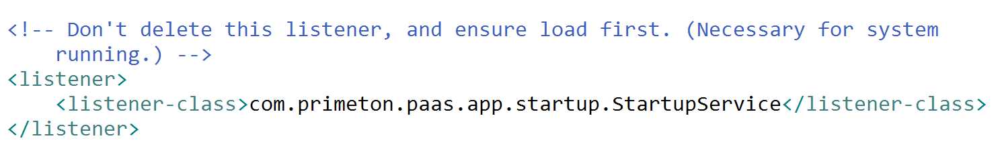 <!-- Don't delete this listener, and ensure load first. (Necessary for system
running.) -->
<listener>
<listener-class>com.primeton.paas.app.startup.StartupService</listener-class>
</listener>